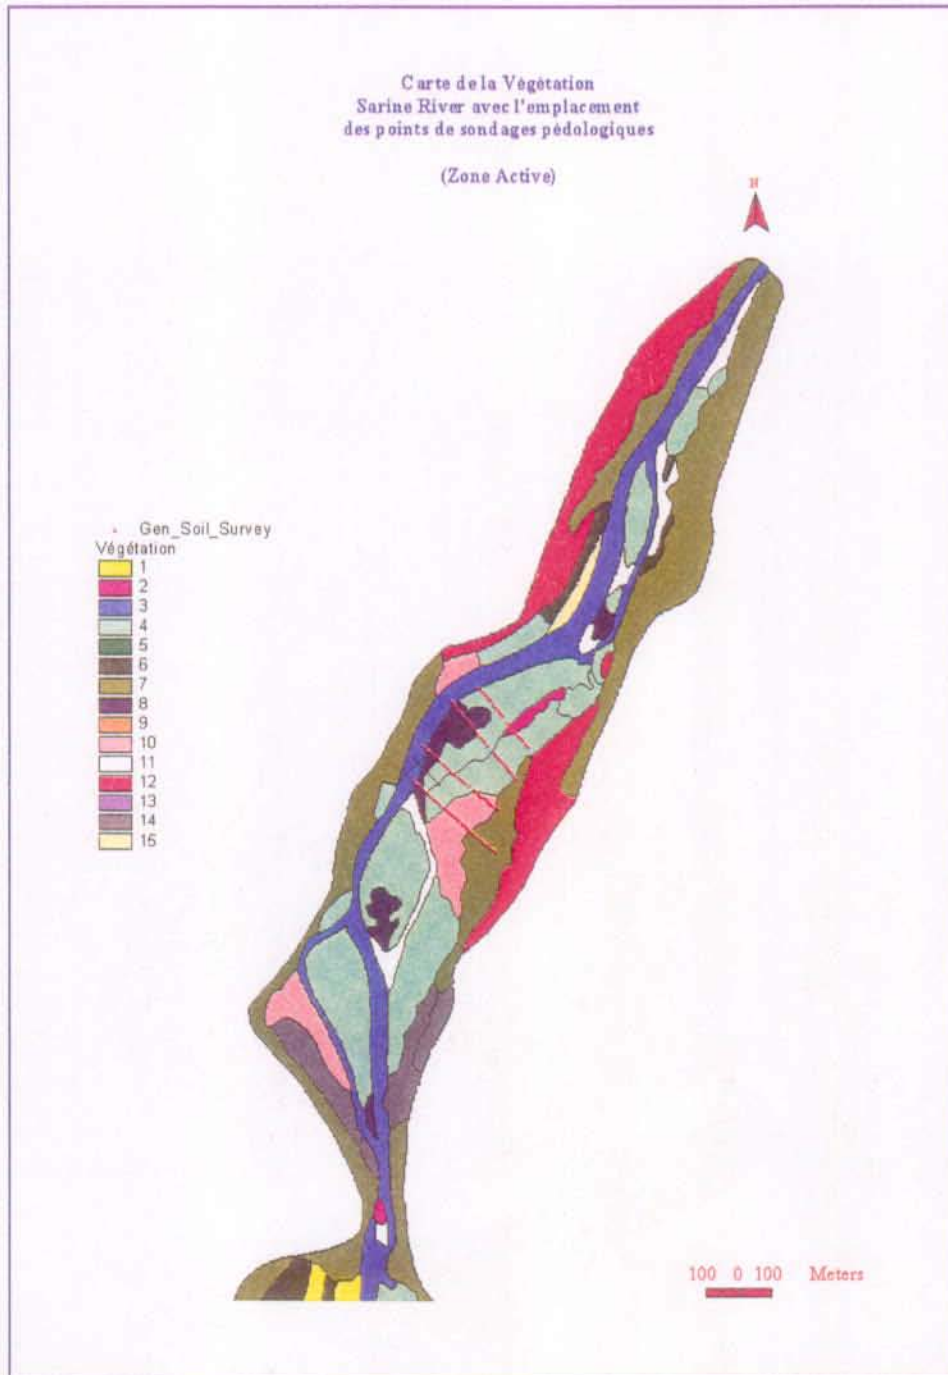 Carte de la Végétation
Sarine River avec l'emplacement
des points de sondages pédologiques
(Zone Active)
N
Gen_Soil_Survey
Végétation
1
2
3
4
5
6
7
8
9
10
11
12
13
14
15
100 0 100 Meters